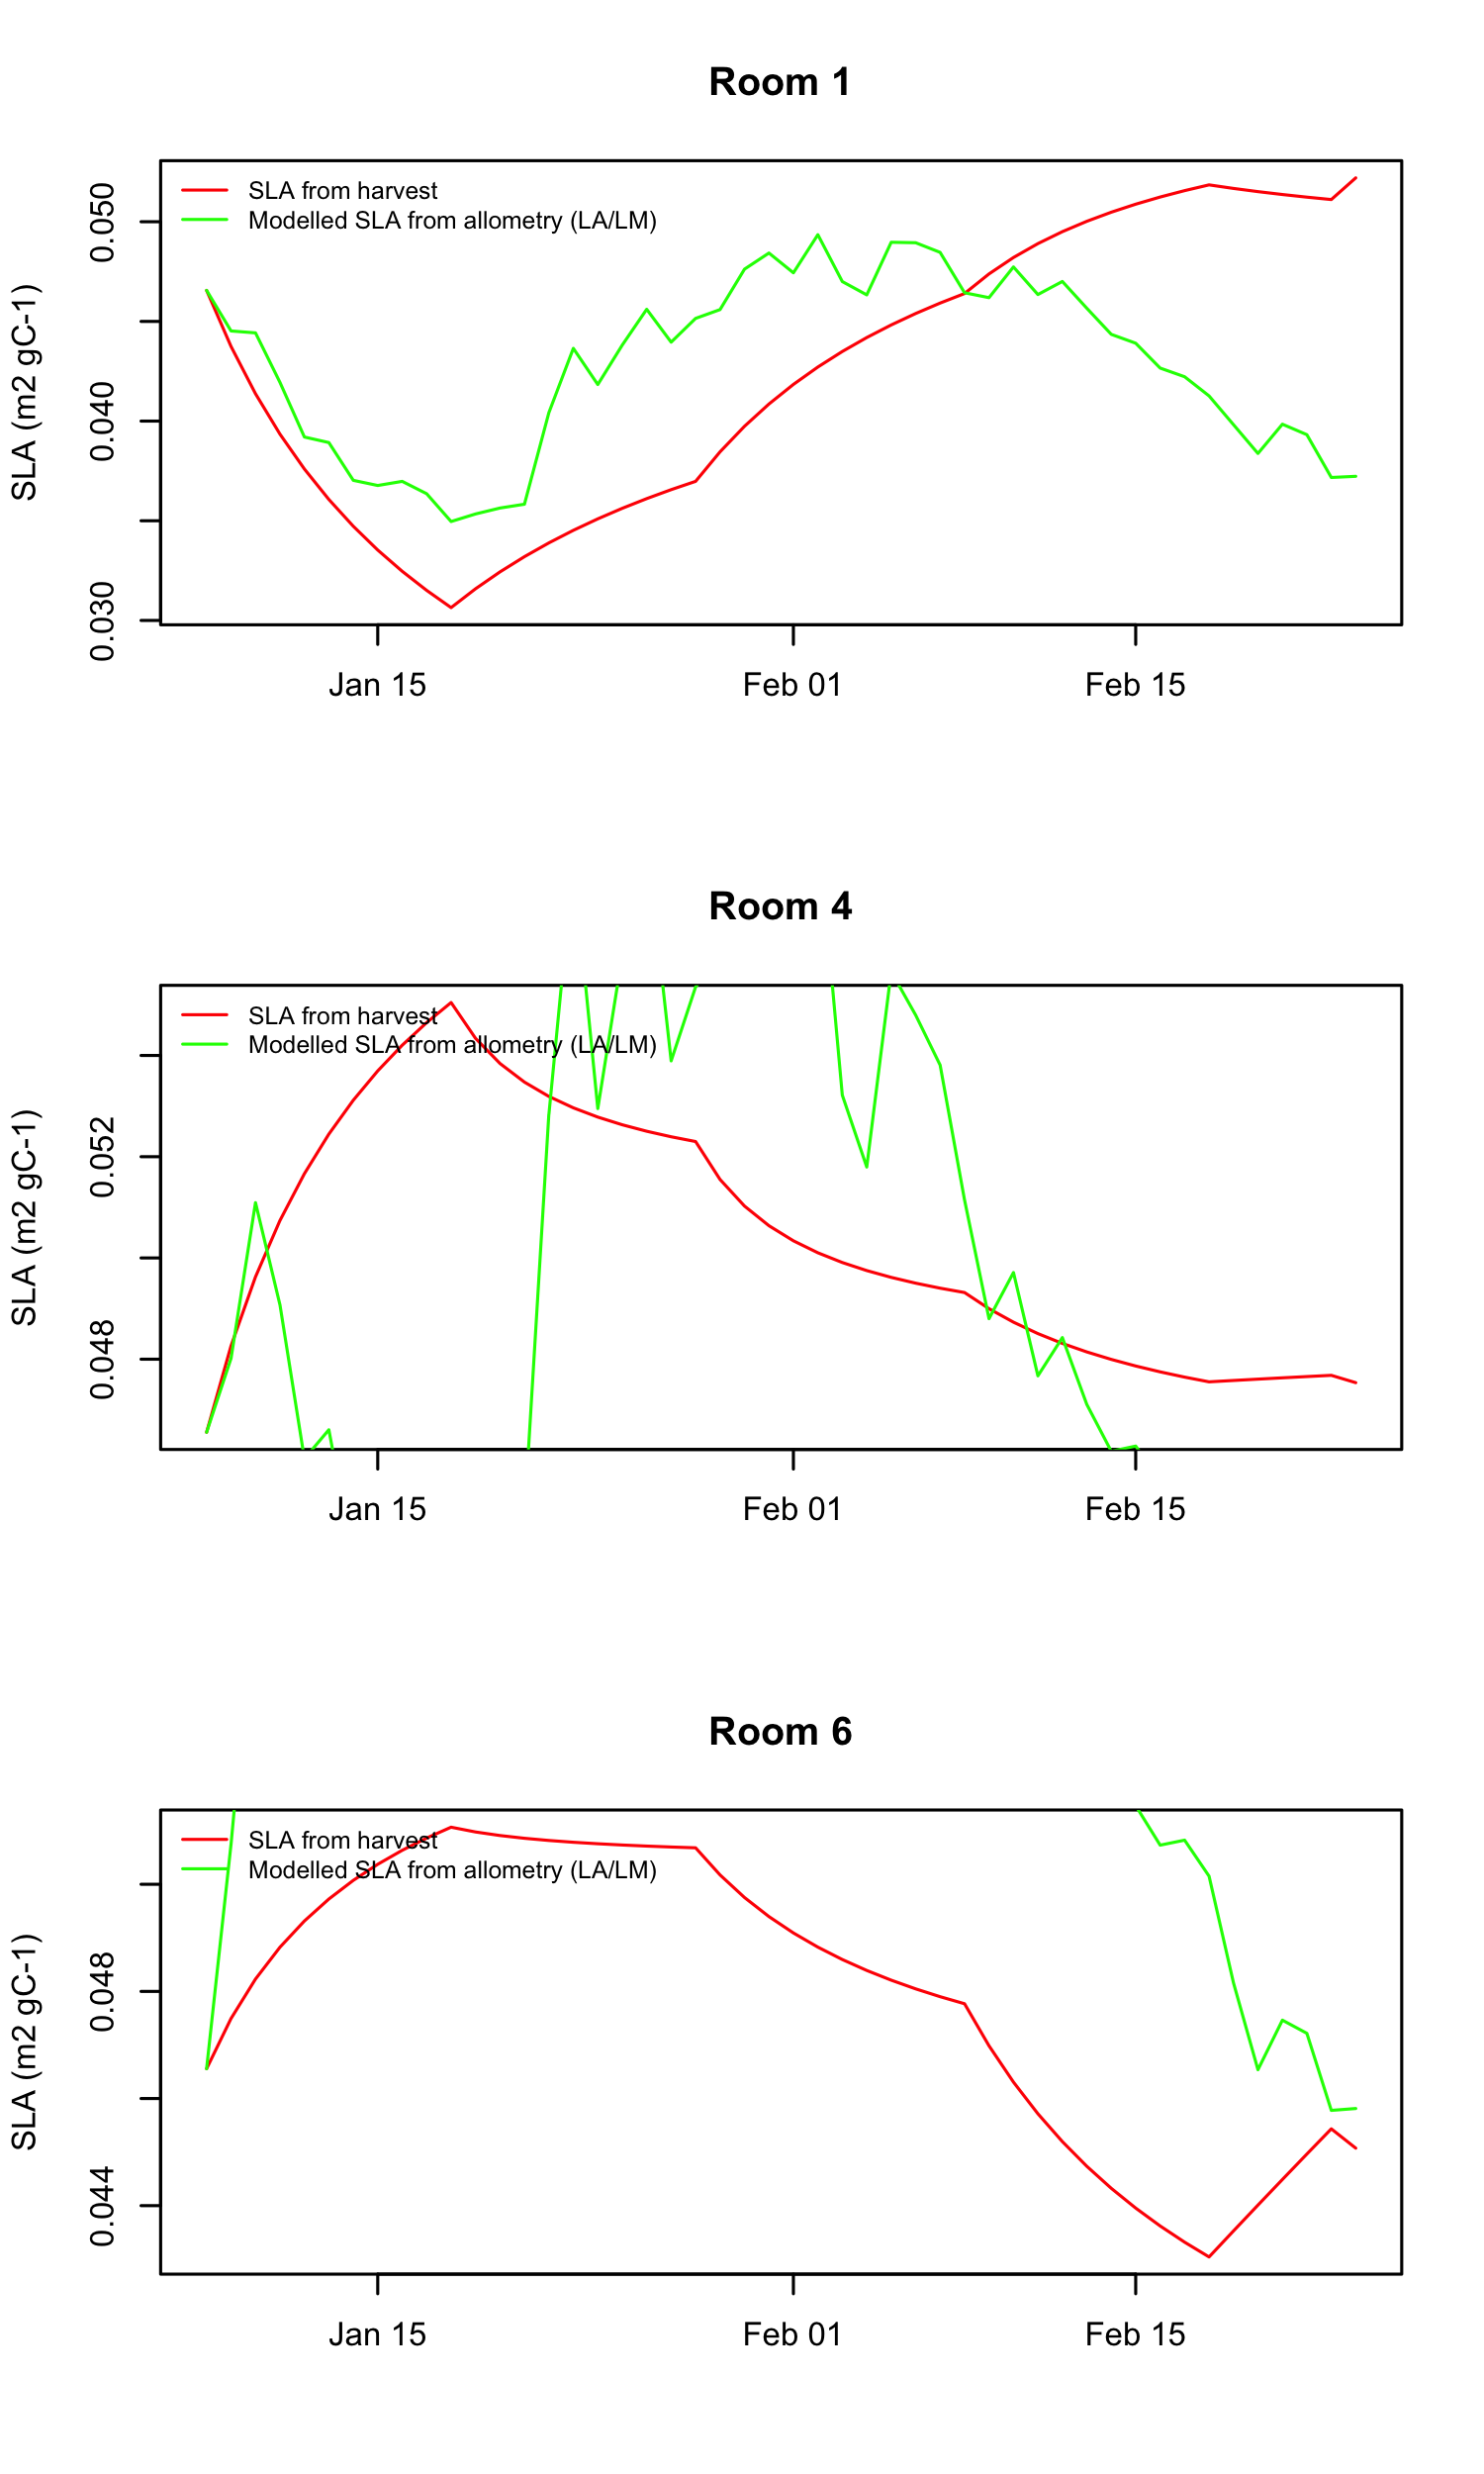 Room 1
SLA (m2 gC-1)
0.050
0.040
0.030
SLA from harvest
Modelled SLA from allometry (LA/LM)
Jan 15
Feb 01
Feb 15
Room 4
SLA (m2 gC-1)
0.052
0.048
SLA from harvest
Modelled SLA from allometry (LA/LM)
Jan 15
Feb 01
Feb 15
Room 6
SLA (m2 gC-1)
0.048
0.044
SLA from harvest
Modelled SLA from allometry (LA/LM)
Jan 15
Feb 01
Feb 15